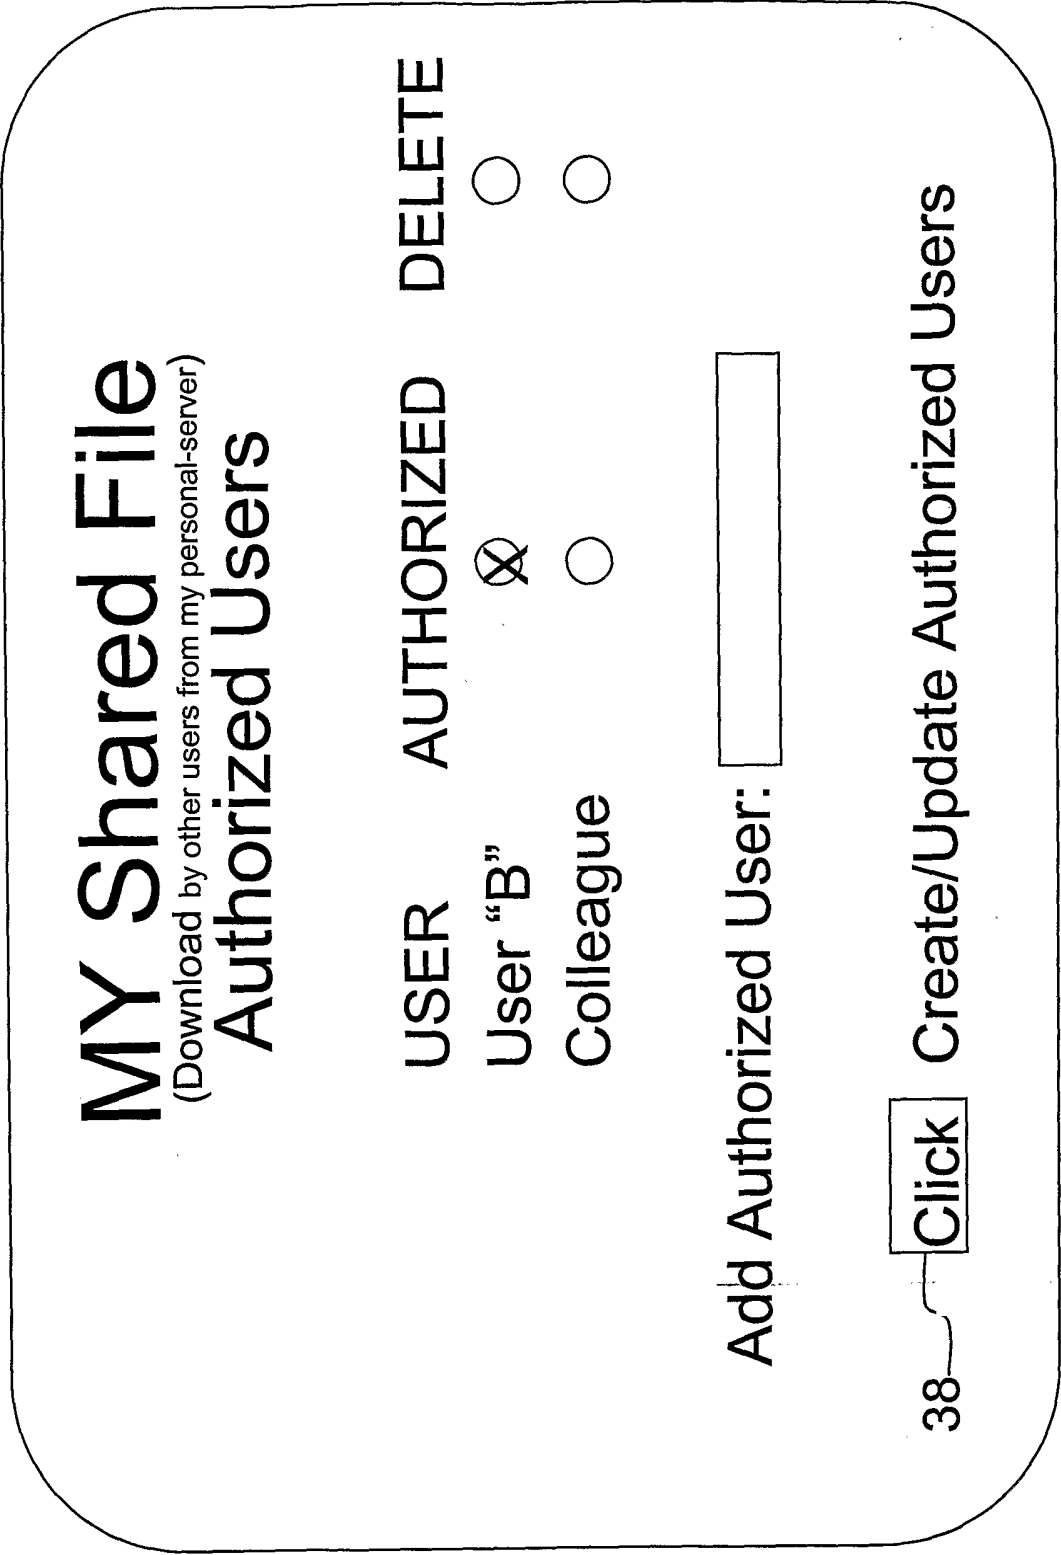 MY Shared File
(Download by other users from my personal-server)
Authorized Users
USER AUTHORIZED DELETE
User “B” X
Colleague
Add Authorized User:
38 Click Create/Update Authorized Users